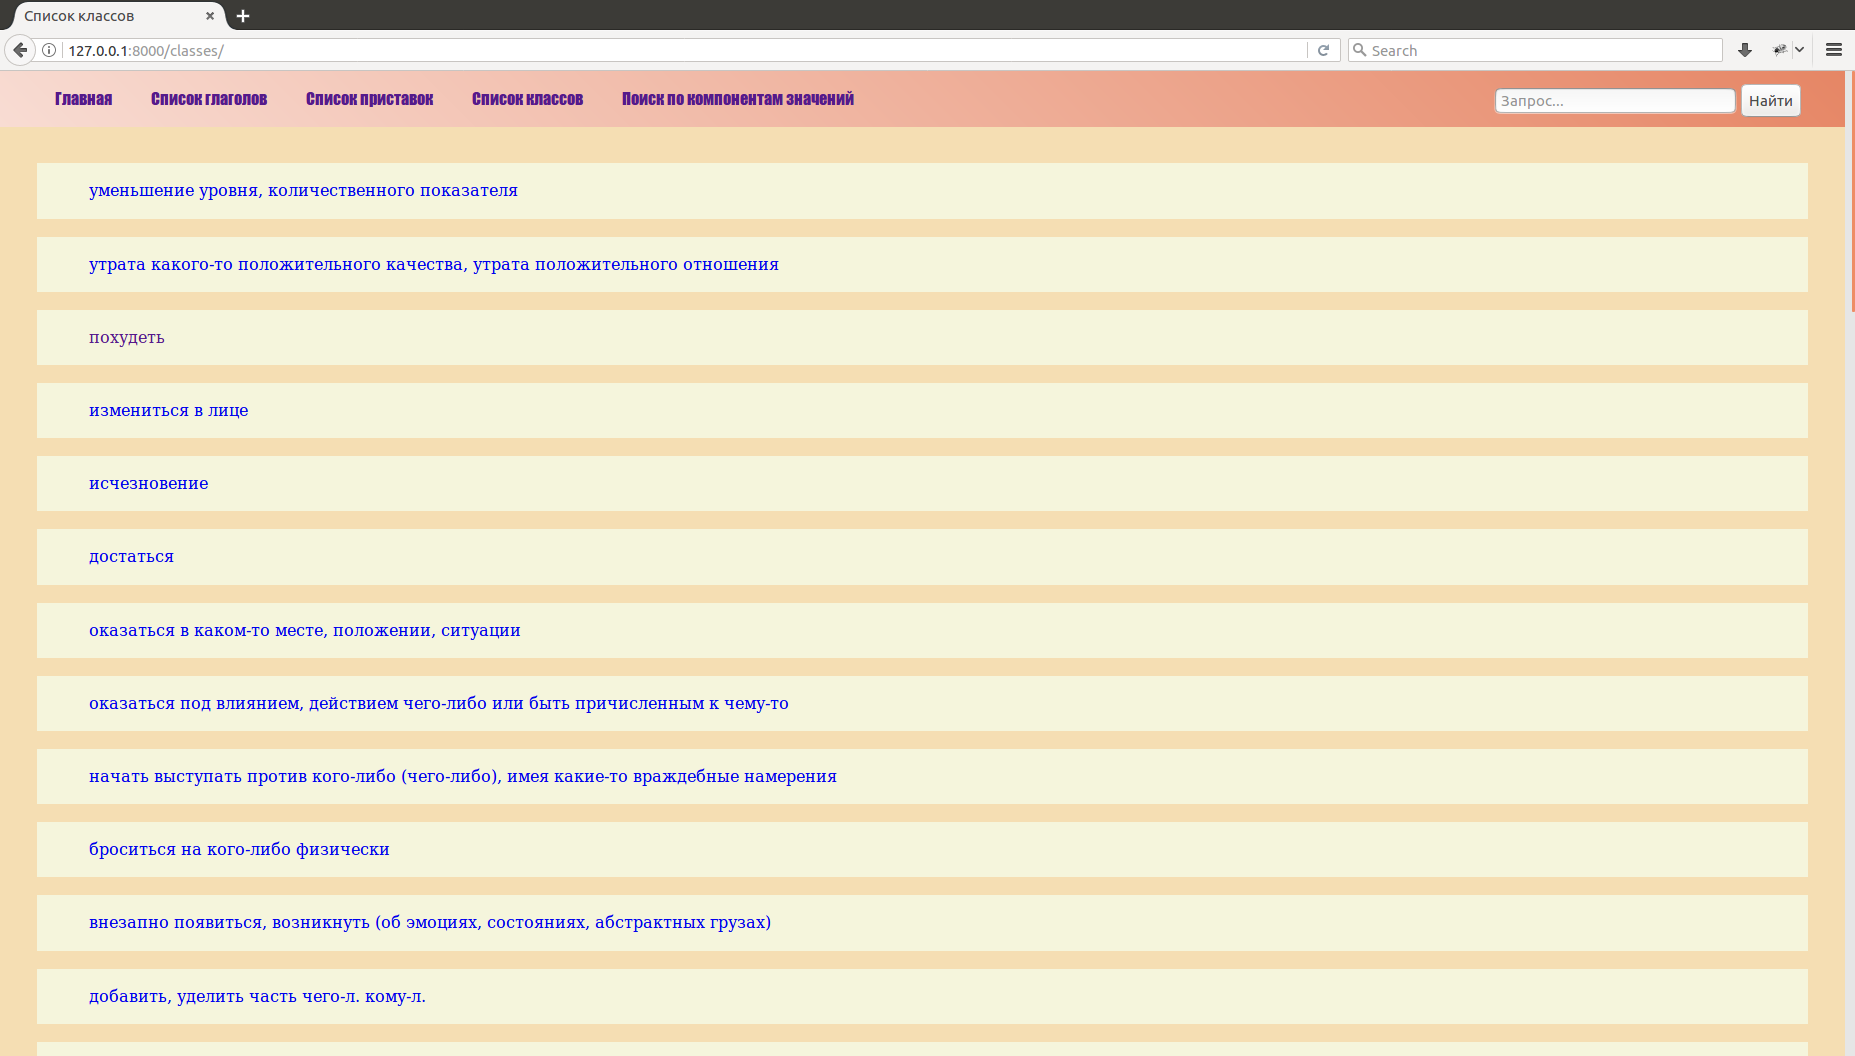 Список классов
127.0.0.1:8000/classes/
Search
Главная Список глаголов Список приставок Список классов Поиск по компонентам значений Запрос... Найти
уменьшение уровня, количественного показателя
утрата какого-то положительного качества, утрата положительного отношения
похудеть
измениться в лице
исчезновение
достаться
оказаться в каком-то месте, положении, ситуации
оказаться под влиянием, действием чего-либо или быть причисленным к чему-то
начать выступать против кого-либо (чего-либо), имея какие-то враждебные намерения
броситься на кого-либо физически
внезапно появиться, возникнуть (об эмоциях, состояниях, абстрактных грузах)
добавить, уделить часть чего-л. кому-л.